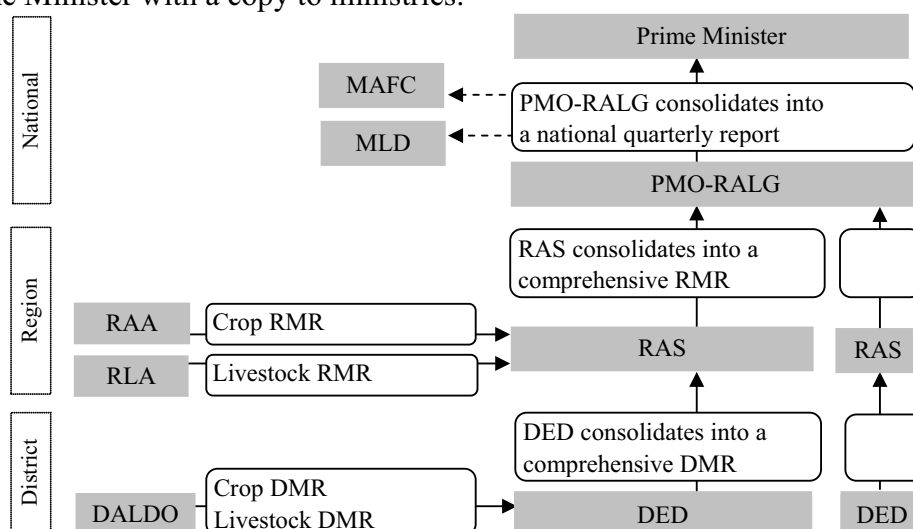 ne Minister with a copy to ministries.
National
Prime Minister
MAFC
PMO-RALG consolidates into
a national quarterly report
MLD
PMO-RALG
Region
RAS consolidates into a
comprehensive RMR
RAA
Crop RMR
RAS
RAS
RLA
Livestock RMR
District
DED consolidates into a
comprehensive DMR
DALDO
Crop DMR
Livestock DMR
DED
DED